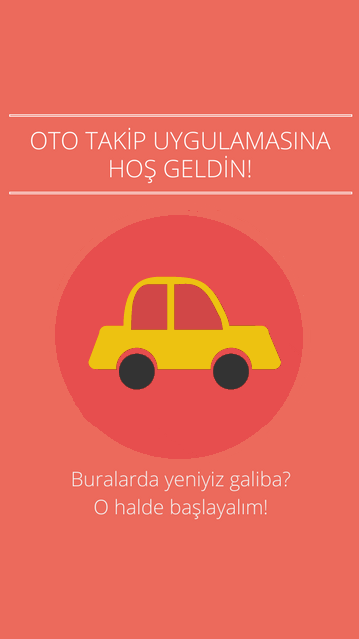 OTO TAKİP UYGULAMASINA
HOŞ GELDİN!
Buralarda yeniyiz galiba?
O halde başlayalım!